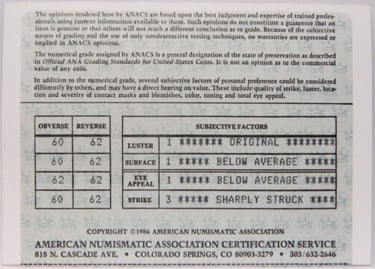 The opinions rendered here by ANACS are based upon the best judgment and expertise of trained profes-
sionals using current information available to them. Such opinions do not constitute a guarantee that an
item is genuine or that others will not reach a different conclusion as to grade. Because of the subjective
nature of grading and the use of only nondestructive testing techniques, no warranties are expressed or
implied in ANACS opinions.
The numerical grade assigned by ANACS is a general designation of the state of preservation as described
in Official ANA Grading Standards for United States Coins. It is not an opinion as to the commercial
value of any coin.
In addition to the numerical grade, several subjective factors of personal preference could be considered
differently by others, and may have a direct bearing on value. These include quality of strike, luster, loca-
tion and severity of contact marks and blemishes, color, toning and total eye appeal.
OBVERSE REVERSE SUBJECTIVE FACTORS
60 62 LUSTER 1 ******* ORIGINAL ********
60 62 SURFACE 1 ***** BELOW AVERAGE *****
62 62 EYE APPEAL 1 ***** BELOW AVERAGE *****
60 62 STRIKE 3 ***** SHARPLY STRUCK ****
COPYRIGHT ©1986 AMERICAN NUMISMATIC ASSOCIATION
AMERICAN NUMISMATIC ASSOCIATION CERTIFICATION SERVICE
818 N. CASCADE AVE. • COLORADO SPRINGS, CO 80903-3279 • 303/632-2646